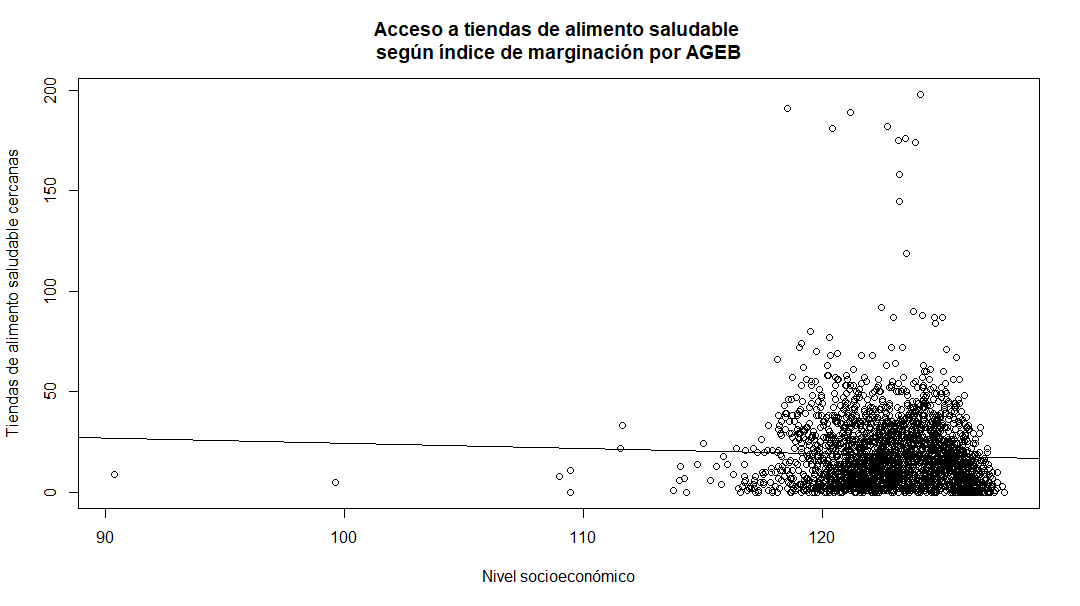 Acceso a tiendas de alimento saludable
según índice de marginación por AGEB
Tiendas de alimento saludable cercanas
200
150
100
50
0
90
100
110
120
Nivel socioeconómico